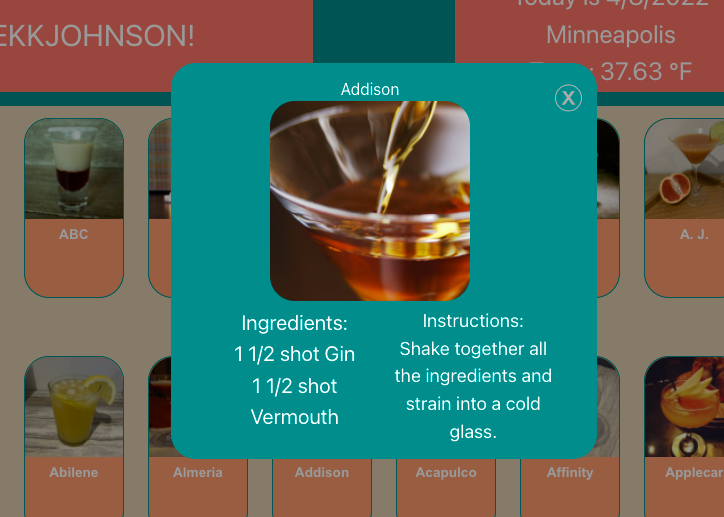 EKKJOHNSON!
Today is 4/8/2022
Minneapolis
37.63 °F
Addison
X
Ingredients:
1 1/2 shot Gin
1 1/2 shot
Vermouth
Instructions:
Shake together all
the ingredients and
strain into a cold
glass.
ABC
A. J.
Abilene
Almeria
Addison
Acapulco
Affinity
Applecar